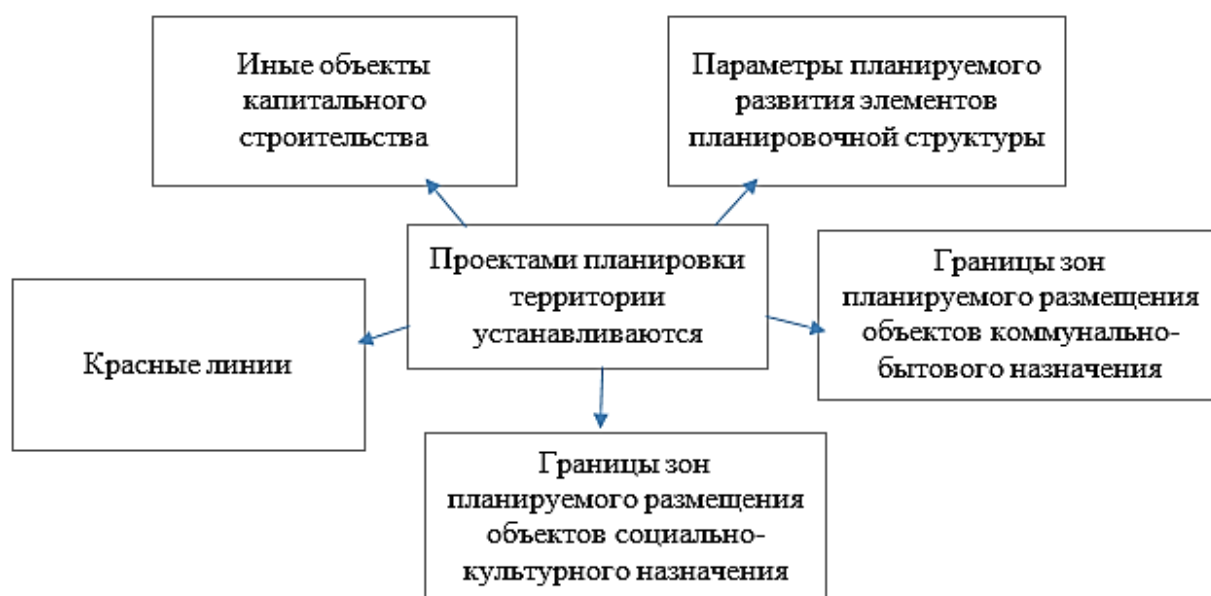 Иные объекты
капитального
строительства
Параметры планируемого
развития элементов
планировочной структуры
Проектами планировки
территории
устанавливаются
Границы зон
планируемого размещения
объектов коммунально-
бытового назначения
Красные линии
Границы зон
планируемого размещения
объектов социально-
культурного назначения